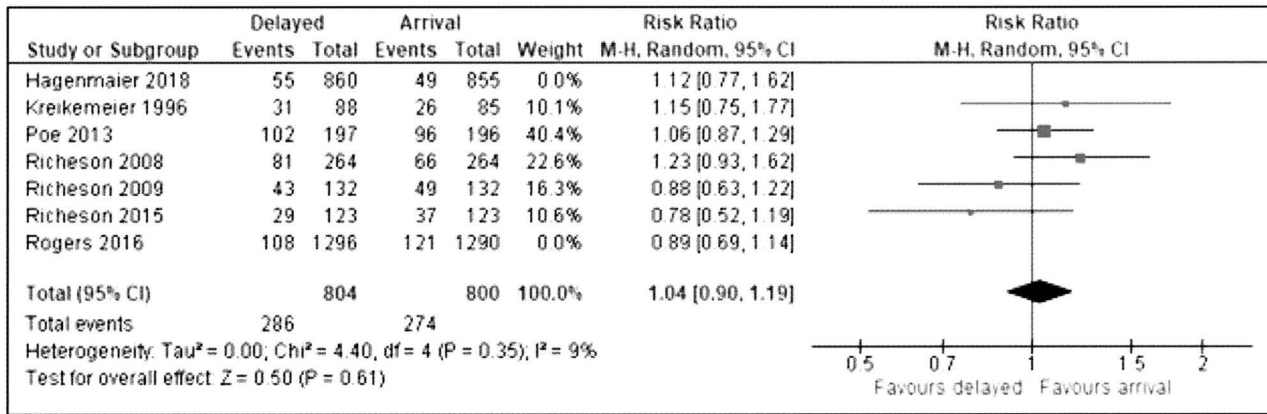 Delayed Arrival Risk Ratio Risk Ratio
Study or Subgroup Events Total Events Total Weight M-H, Random, 95% CI M-H, Random, 95% CI
Hagenmaier 2018 55 860 49 855 0.0% 1.12 [0.77, 1.62]
Kreikemeier 1996 31 88 26 85 10.1% 1.15 [0.75, 1.77]
Poe 2013 102 197 96 196 40.4% 1.06 [0.87, 1.29]
Richeson 2008 81 264 66 264 22.6% 1.23 [0.93, 1.62]
Richeson 2009 43 132 49 132 16.3% 0.88 [0.63, 1.22]
Richeson 2015 29 123 37 123 10.6% 0.78 [0.52, 1.19]
Rogers 2016 108 1296 121 1290 0.0% 0.89 [0.69, 1.14]
Total (95% CI) 804 800 100.0% 1.04 [0.90, 1.19]
Total events 286 274
Heterogeneity: Tau² = 0.00; Chi² = 4.40, df = 4 (P = 0.35); I² = 9%
Test for overall effect: Z = 0.50 (P = 0.61)
0.5 0.7 1 1.5 2
Favours delayed Favours arrival